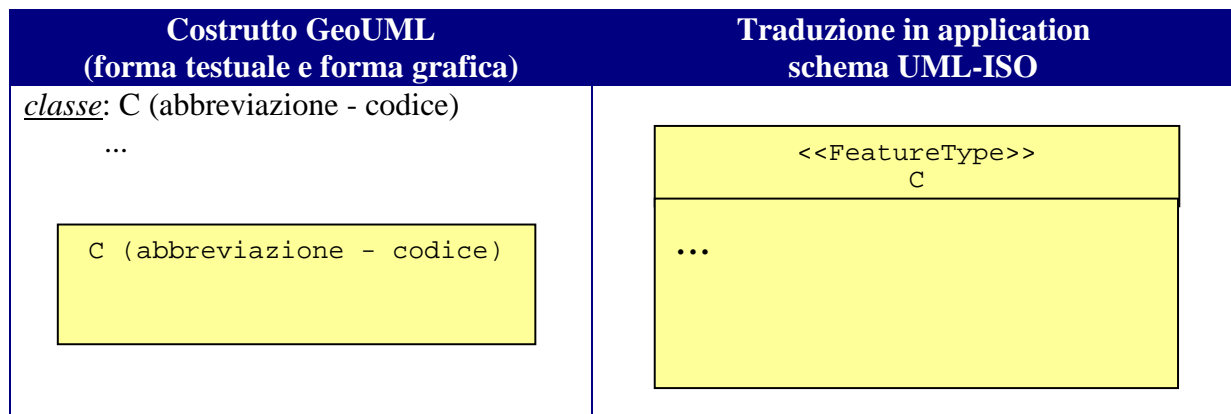 Costrutto GeoUML
(forma testuale e forma grafica)
Traduzione in application
schema UML-ISO
classe: C (abbreviazione - codice)
...
C (abbreviazione - codice)
<<FeatureType>>
C
...